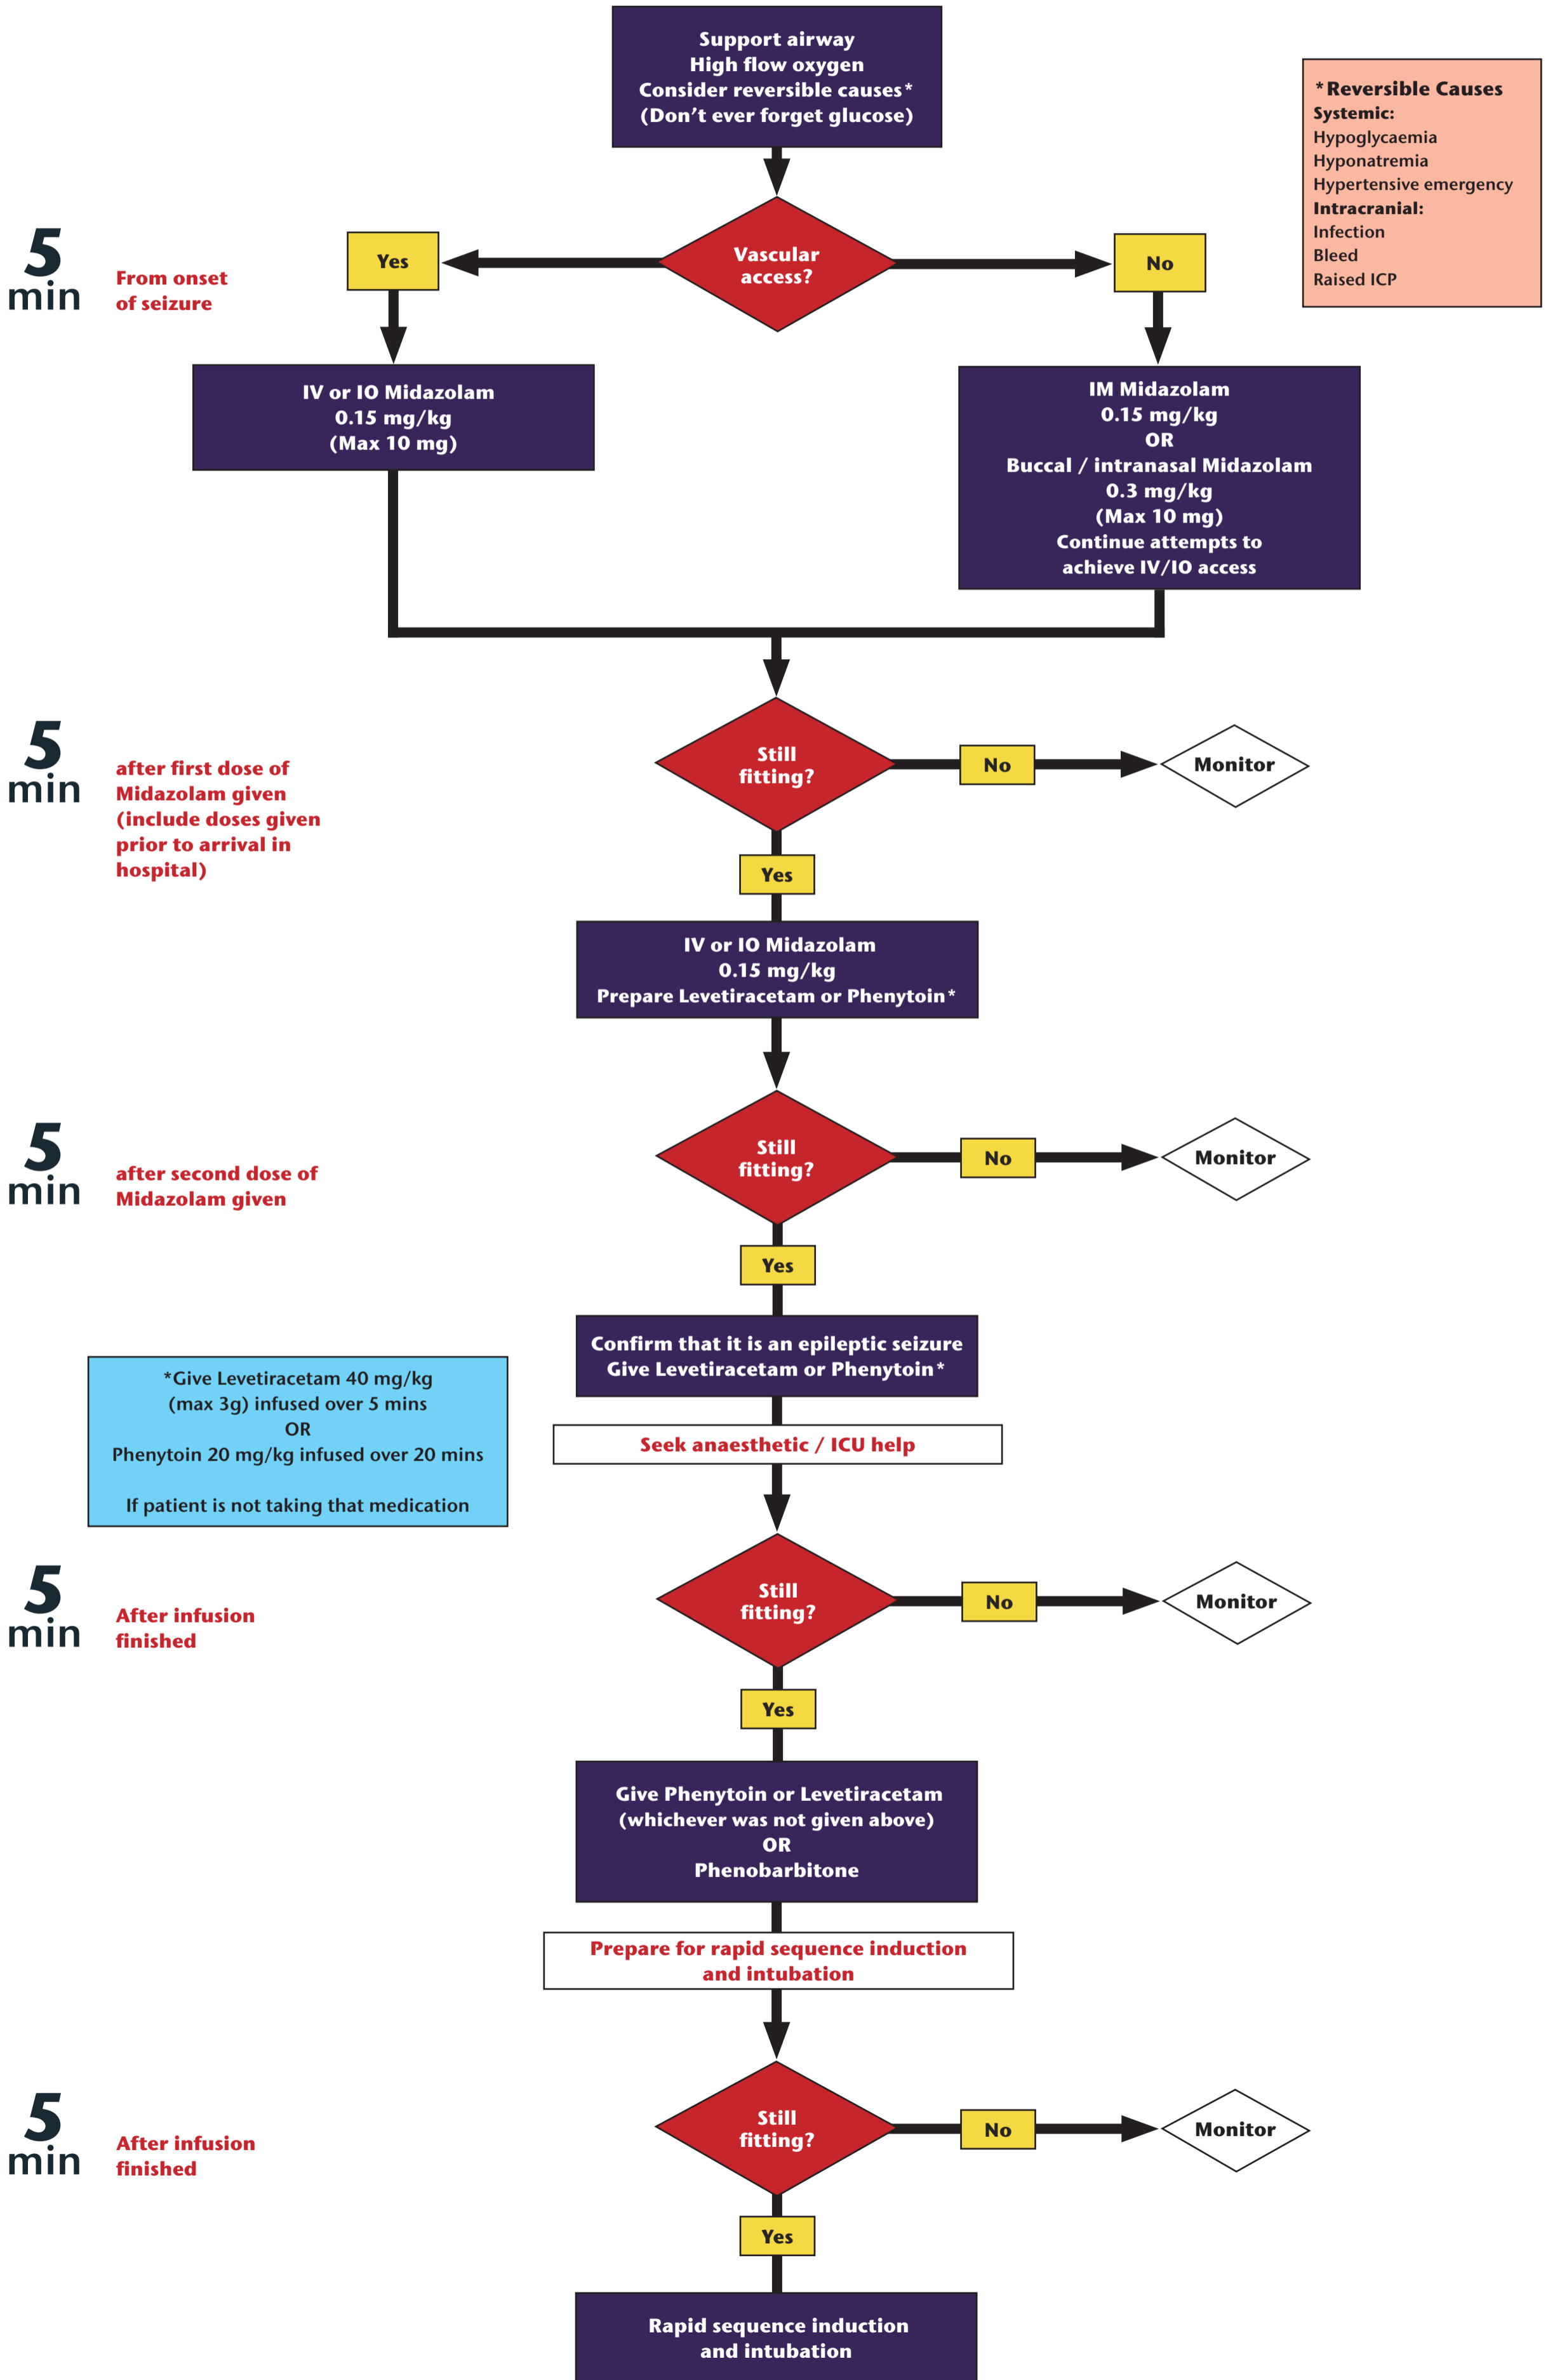 Support airway
High flow oxygen
Consider reversible causes*
(Don't ever forget glucose)
*Reversible Causes
Systemic:
Hypoglycaemia
Hyponatremia
Hypertensive emergency
Intracranial:
Infection
Bleed
Raised ICP
5
min
From onset
of seizure
Yes
Vascular
access?
No
IV or IO Midazolam
0.15 mg/kg
(Max 10 mg)
IM Midazolam
0.15 mg/kg
OR
Buccal / intranasal Midazolam
0.3 mg/kg
(Max 10 mg)
Continue attempts to
achieve IV/IO access
5
min
after first dose of
Midazolam given
(include doses given
prior to arrival in
hospital)
Still
fitting?
No
Monitor
Yes
IV or IO Midazolam
0.15 mg/kg
Prepare Levetiracetam or Phenytoin*
5
min
after second dose of
Midazolam given
Still
fitting?
No
Monitor
Yes
Confirm that it is an epileptic seizure
Give Levetiracetam or Phenytoin*
*Give Levetiracetam 40 mg/kg
(max 3g) infused over 5 mins
OR
Phenytoin 20 mg/kg infused over 20 mins
If patient is not taking that medication
Seek anaesthetic / ICU help
5
min
After infusion
finished
Still
fitting?
No
Monitor
Yes
Give Phenytoin or Levetiracetam
(whichever was not given above)
OR
Phenobarbitone
Prepare for rapid sequence induction
and intubation
5
min
After infusion
finished
Still
fitting?
No
Monitor
Yes
Rapid sequence induction
and intubation